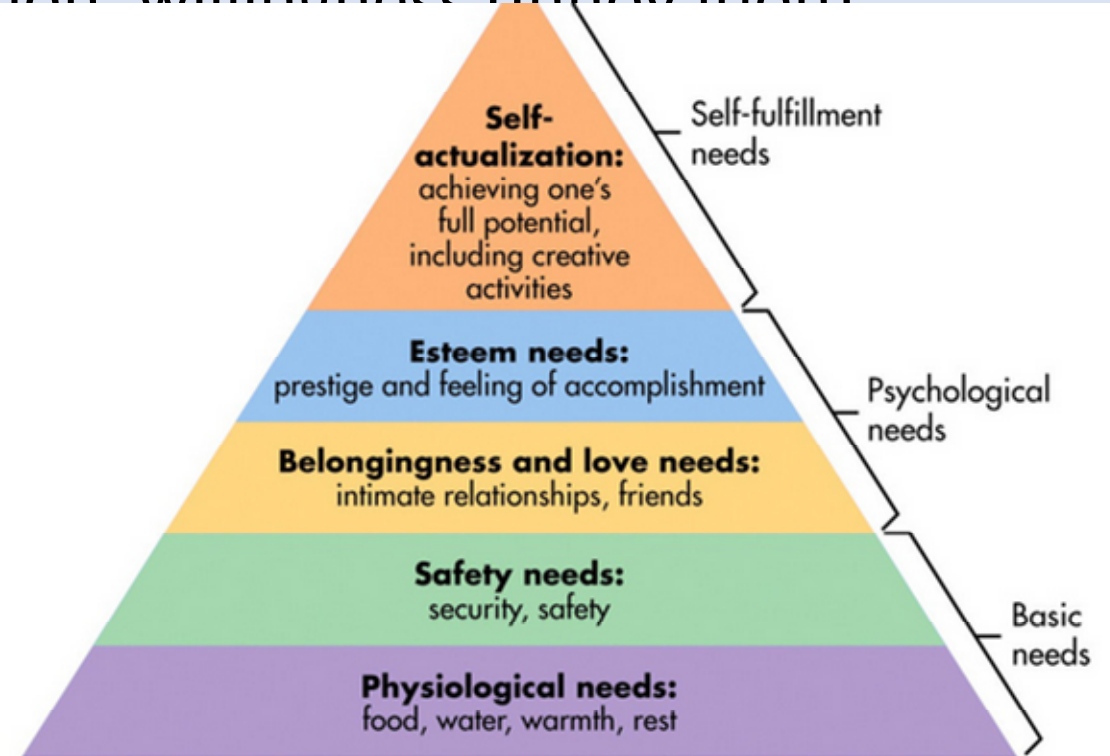 Self-
actualization:
achieving one's
full potential,
including creative
activities
Self-fulfillment
needs
Esteem needs:
prestige and feeling of accomplishment
Psychological
needs
Belongingness and love needs:
intimate relationships, friends
Safety needs:
security, safety
Basic
needs
Physiological needs:
food, water, warmth, rest